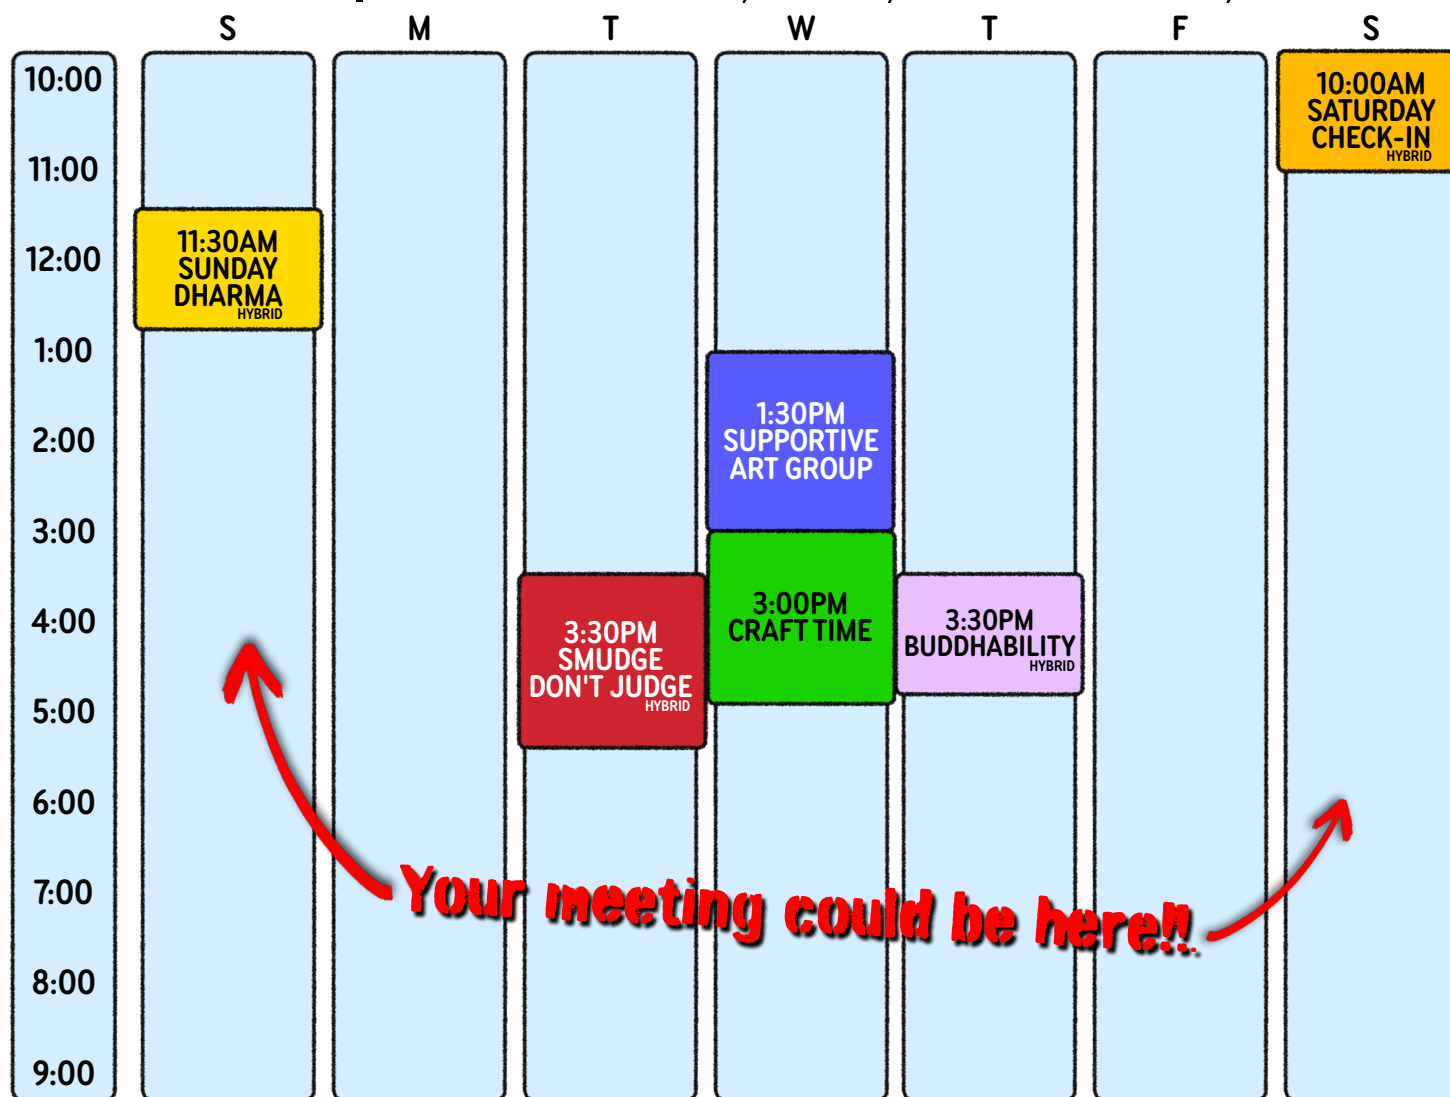 S M T W T F S
10:00
11:00
12:00
1:00
2:00
3:00
4:00
5:00
6:00
7:00
8:00
9:00
11:30AM
SUNDAY
DHARMA
HYBRID
3:30PM
SMUDGE
DON'T JUDGE
HYBRID
1:30PM
SUPPORTIVE
ART GROUP
3:00PM
CRAFT TIME
3:30PM
BUDDHABILITY
HYBRID
10:00AM
SATURDAY
CHECK-IN
HYBRID
Your meeting could be here!!